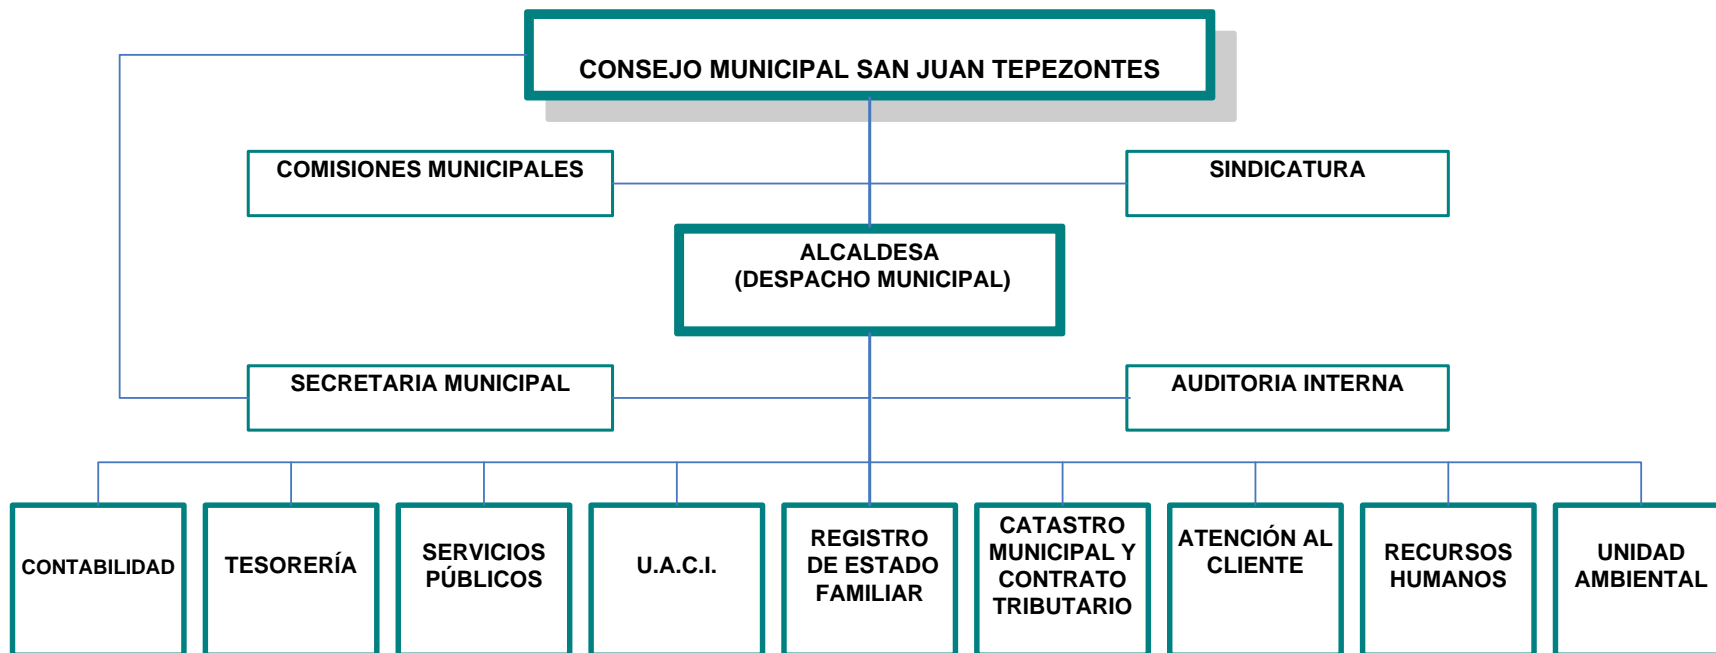 CONSEJO MUNICIPAL SAN JUAN TEPEZONTES
COMISIONES MUNICIPALES
SINDICATURA
ALCALDESA
(DESPACHO MUNICIPAL)
SECRETARIA MUNICIPAL
AUDITORIA INTERNA
CONTABILIDAD
TESORERÍA
SERVICIOS
PÚBLICOS
U.A.C.I.
REGISTRO
DE ESTADO
FAMILIAR
CATASTRO
MUNICIPAL Y
CONTRATO
TRIBUTARIO
ATENCIÓN AL
CLIENTE
RECURSOS
HUMANOS
UNIDAD
AMBIENTAL